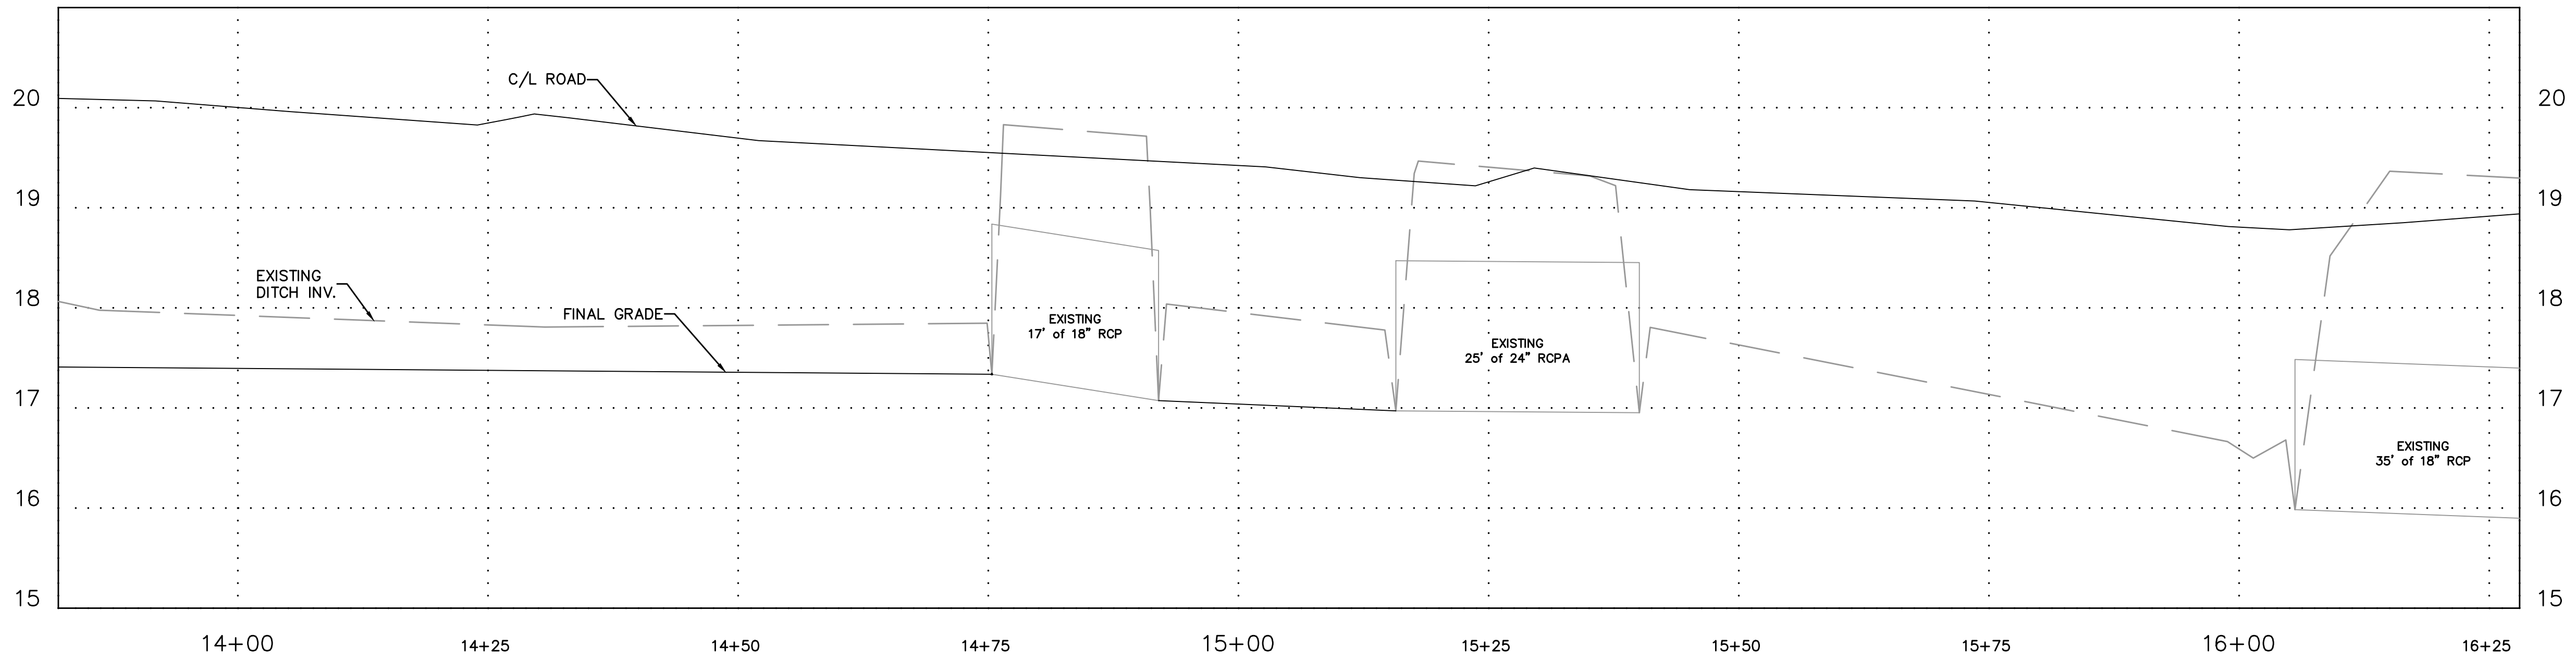 C/L ROAD
20
20
19
19
EXISTING
DITCH INV.
18
18
FINAL GRADE
EXISTING
17' of 18" RCP
EXISTING
25' of 24" RCPA
17
17
EXISTING
35' of 18" RCP
16
16
15
15
14+00
14+25
14+50
14+75
15+00
15+25
15+50
15+75
16+00
16+25